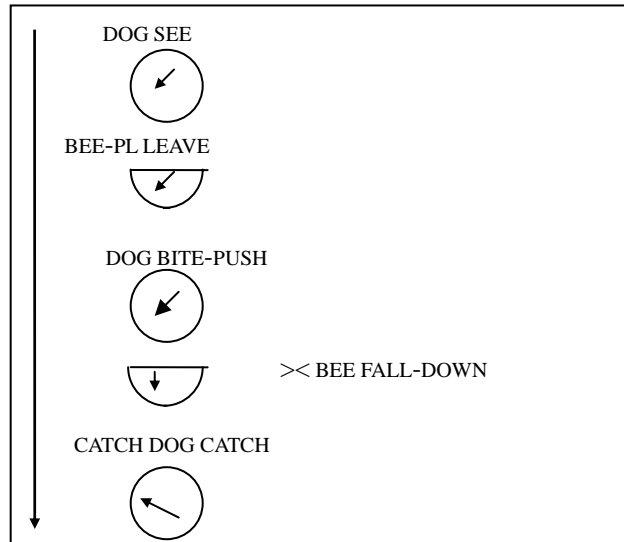 DOG SEE
BEE-PL LEAVE
DOG BITE-PUSH
>< BEE FALL-DOWN
CATCH DOG CATCH